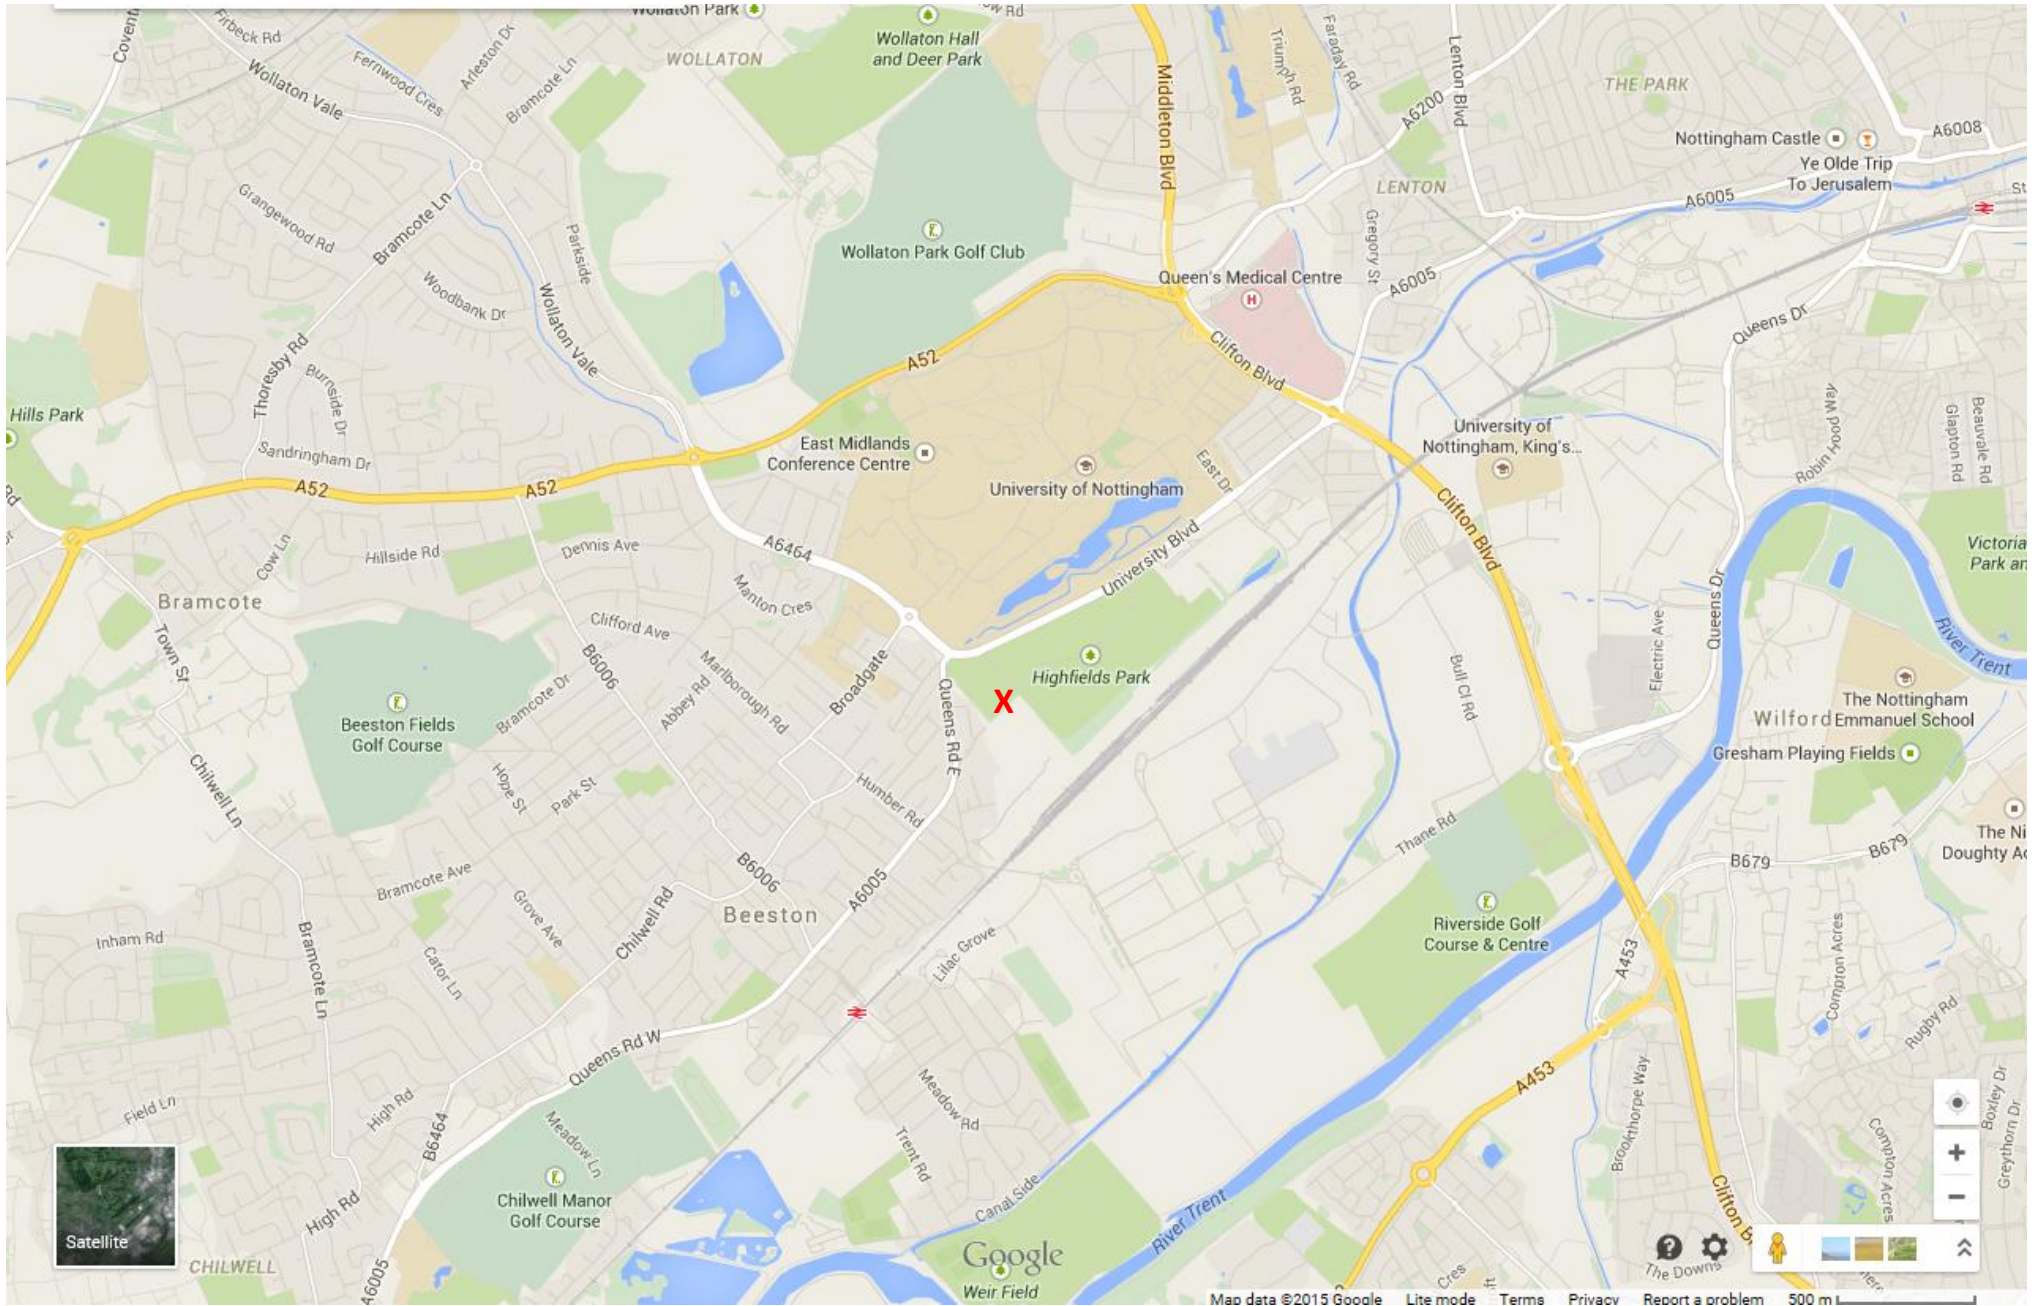 Wollaton Park
Wollaton Hall
and Deer Park
WOLLATON
Firbeck Rd
Fernwood Cres
Arleston Dr
Bramcote Ln
Wollaton Vale
Middleton Blvd
Triumph Rd
Faraday Rd
Lenton Blvd
A6200
THE PARK
Nottingham Castle
A6008
Ye Olde Trip
To Jerusalem
LENTON
A6005
Grangewood Rd
Bramcote Ln
Parkside
Wollaton Park Golf Club
Queen's Medical Centre
H
Gregory St
A6005
Woodbank Dr
Wollaton Vale
Queens Dr
Thoresby Rd
Burnside Dr
A52
Clifton Blvd
Hills Park
Sandringham Dr
East Midlands
Conference Centre
University of Nottingham
East Dr
University of
Nottingham, King's...
Robin Hood Way
Glapton Rd
Beauvale Rd
A52
A52
Clifton Blvd
Cow Ln
Hillside Rd
Dennis Ave
A6464
University Blvd
Victoria
Park an
Bramcote
Manton Cres
Clifford Ave
Town St
B6006
Marlborough Rd
Abbey Rd
Broadgate
Bramcote Dr
Queens Rd E
X
Highfields Park
Bull Cl Rd
Electric Ave
Queens Dr
River Trent
The Nottingham
Emmanuel School
Wilford
Gresham Playing Fields
Beeston Fields
Golf Course
Chilwell Ln
Hope St
Park St
Humber Rd
Thane Rd
The Ni
Doughty Ac
B679
B679
Bramcote Ave
B6006
A6005
Grove Ave
Chilwell Rd
Beeston
Riverside Golf
Course & Centre
Inham Rd
Bramcote Ln
Cator Ln
Lilac Grove
A453
Compton Acres
Rugby Rd
Queens Rd W
Meadow Rd
A453
Brookthorpe Way
Field Ln
High Rd
B6464
Meadow Ln
Trent Rd
Boxley Dr
Greythorn Dr
Compton Acres
Chilwell Manor
Golf Course
Canal Side
River Trent
Clifton B
High Rd
Satellite
CHILWELL
A6005
Google
Weir Field
The Downs
Cres
Map data ©2015 Google Lite mode Terms Privacy Report a problem 500 m